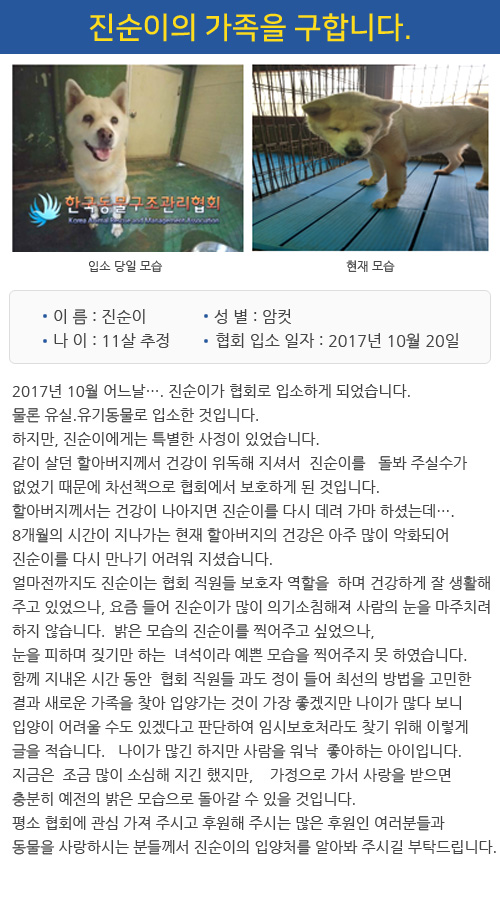 진순이의 가족을 구합니다.
한국동물구조관리협회
Korea Animal Rescue and Management Association
입소 당일 모습
현재 모습
• 이 름 : 진순이 • 성 별 : 암컷
• 나 이 : 11살 추정 • 협회 입소 일자 : 2017년 10월 20일
2017년 10월 어느날…. 진순이가 협회로 입소하게 되었습니다.
물론 유실.유기동물로 입소한 것입니다.
하지만, 진순이에게는 특별한 사정이 있었습니다.
같이 살던 할아버지께서 건강이 위독해 지셔서 진순이를 돌봐 주실수가
없었기 때문에 차선책으로 협회에서 보호하게 된 것입니다.
할아버지께서는 건강이 나아지면 진순이를 다시 데려 가마 하셨는데….
8개월의 시간이 지나가는 현재 할아버지의 건강은 아주 많이 악화되어
진순이를 다시 만나기 어려워 지셨습니다.
얼마전까지도 진순이는 협회 직원들 보호자 역할을 하며 건강하게 잘 생활해
주고 있었으나, 요즘 들어 진순이가 많이 의기소침해져 사람의 눈을 마주치려
하지 않습니다. 밝은 모습의 진순이를 찍어주고 싶었으나,
눈을 피하며 짖기만 하는 녀석이라 예쁜 모습을 찍어주지 못 하였습니다.
함께 지내온 시간 동안 협회 직원들 과도 정이 들어 최선의 방법을 고민한
결과 새로운 가족을 찾아 입양가는 것이 가장 좋겠지만 나이가 많다 보니
입양이 어려울 수도 있겠다고 판단하여 임시보호처라도 찾기 위해 이렇게
글을 적습니다. 나이가 많긴 하지만 사람을 워낙 좋아하는 아이입니다.
지금은 조금 많이 소심해 지긴 했지만, 가정으로 가서 사랑을 받으면
충분히 예전의 밝은 모습으로 돌아갈 수 있을 것입니다.
평소 협회에 관심 가져 주시고 후원해 주시는 많은 후원인 여러분들과
동물을 사랑하시는 분들께서 진순이의 입양처를 알아봐 주시길 부탁드립니다.